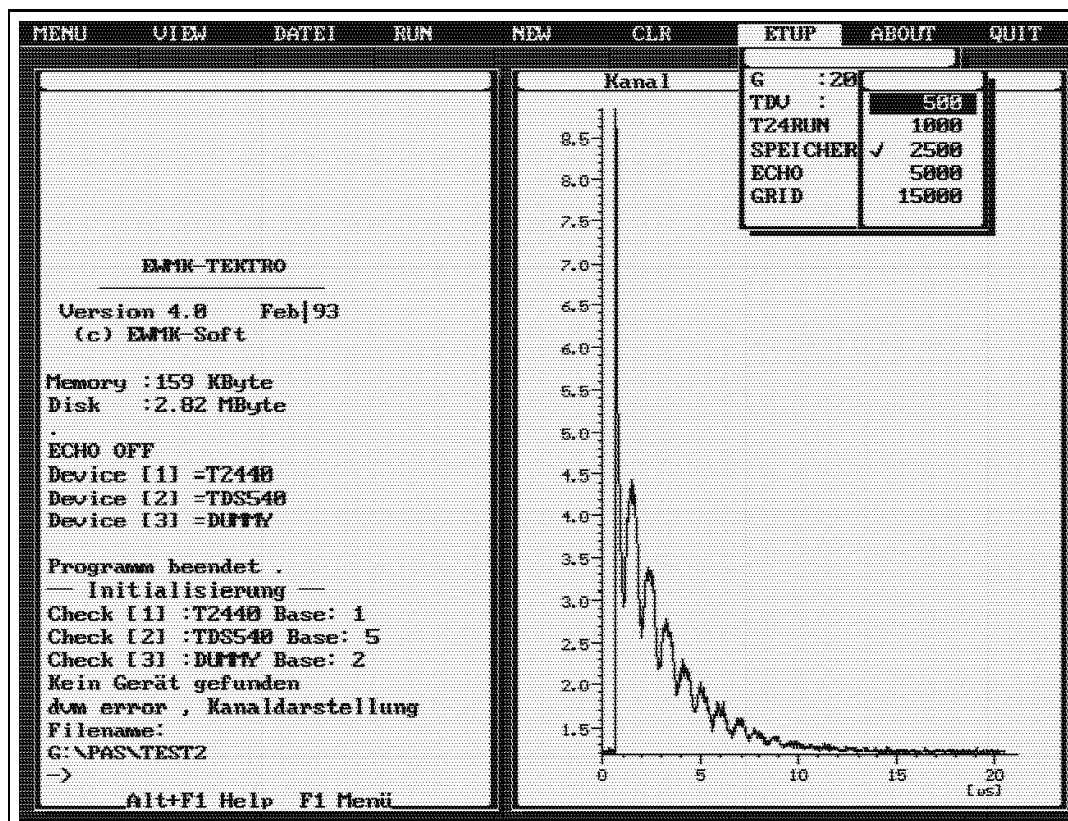 MENU VIEW DATEI RUN NEW CLR ETUP ABOUT QUIT
EWMK-TEKTRO
Version 4.0 Feb|93
(c) EWMK-Soft
Memory :159 KByte
Disk :2.82 MByte
.
ECHO OFF
Device [1] =T2440
Device [2] =TDS540
Device [3] =DUMMY
Programm beendet .
— Initialisierung —
Check [1] :T2440 Base: 1
Check [2] :TDS540 Base: 5
Check [3] :DUMMY Base: 2
Kein Gerät gefunden
dvm error , Kanaldarstellung
Filename:
G:\PAS\TEST2
->
Alt+F1 Help F1 Menü
Kanal
G :20
TDV :
T24RUN
SPEICHER
ECHO
GRID
500
1000
✓ 2500
5000
15000
8.5
8.0
7.5
7.0
6.5
6.0
5.5
5.0
4.5
4.0
3.5
3.0
2.5
2.0
1.5
0 5 10 15 20
[us]